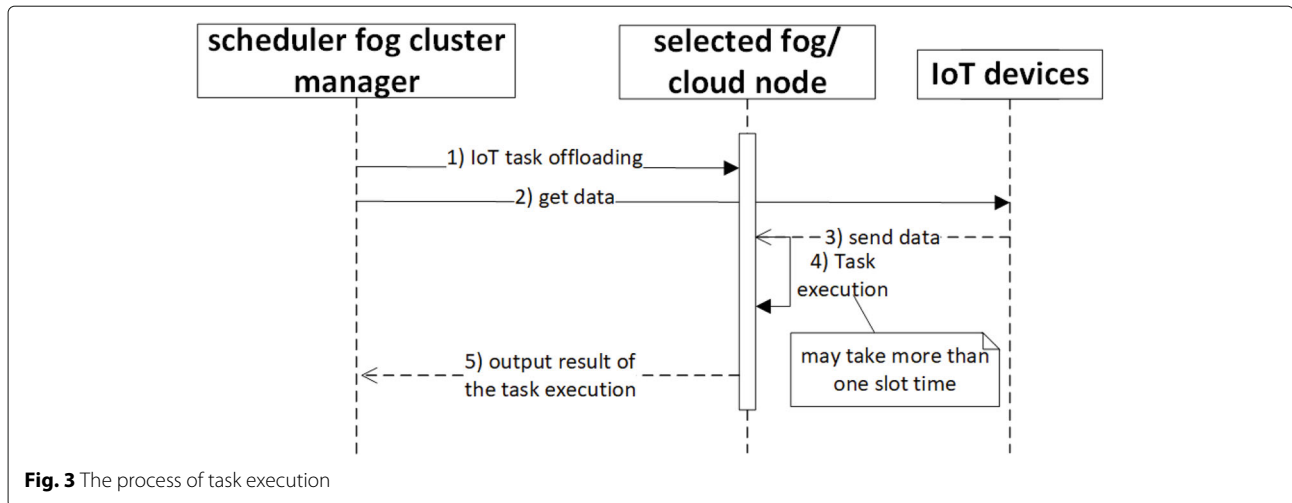 scheduler fog cluster
manager
selected fog/
cloud node
IoT devices
1) IoT task offloading
2) get data
3) send data
4) Task
execution
may take more than
one slot time
5) output result of
the task execution
Fig. 3 The process of task execution